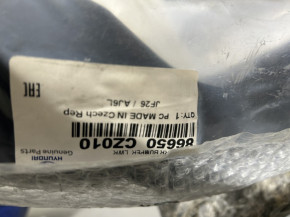 HYUNDAI
Genuine Parts
86650 CZ010
QTY: 1 PC MADE IN Czech Rep
JF26 / AJ6L
EAC